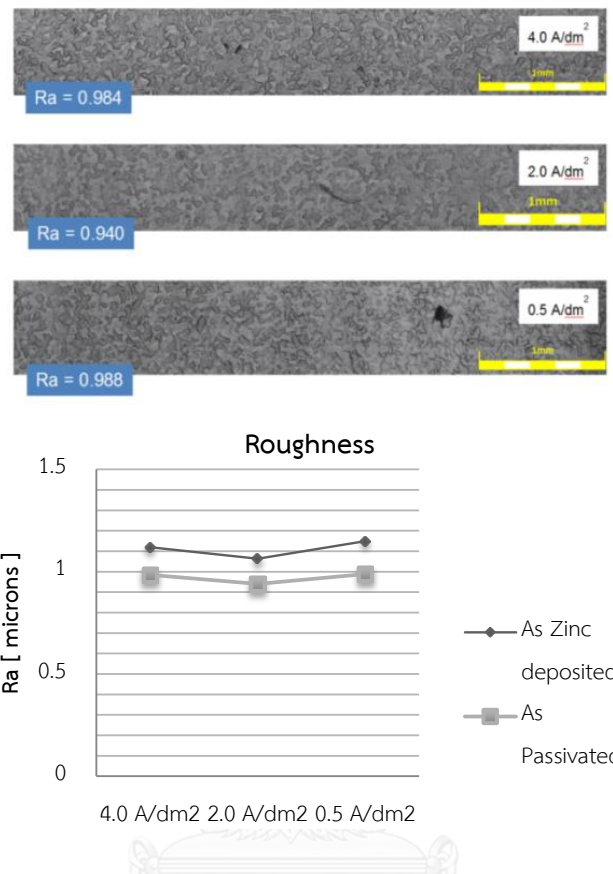 4.0 A/dm²
1mm
Ra = 0.984
2.0 A/dm²
1mm
Ra = 0.940
0.5 A/dm²
1mm
Ra = 0.988
Roughness
1.5
1
0.5
0
Ra [ microns ]
4.0 A/dm2 2.0 A/dm2 0.5 A/dm2
As Zinc
deposited
As
Passivated